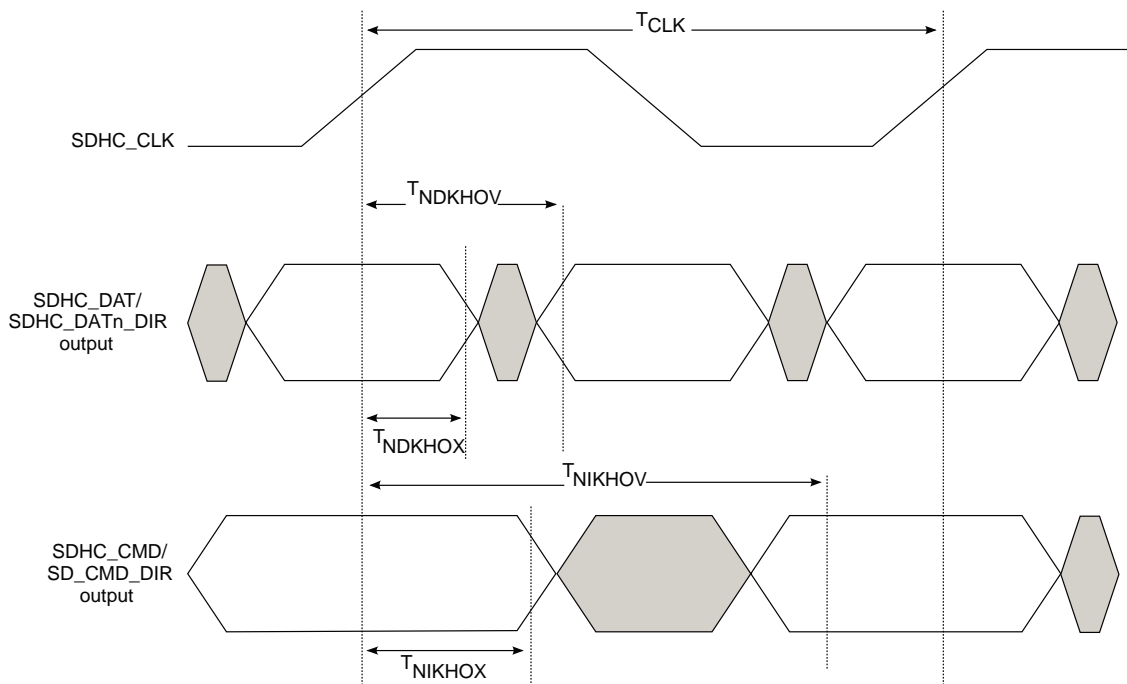 TCLK
SDHC_CLK
TNDKHOV
SDHC_DAT/
SDHC_DATn_DIR
output
TNDKHOX
TNIKHOV
SDHC_CMD/
SD_CMD_DIR
output
TNIKHOX